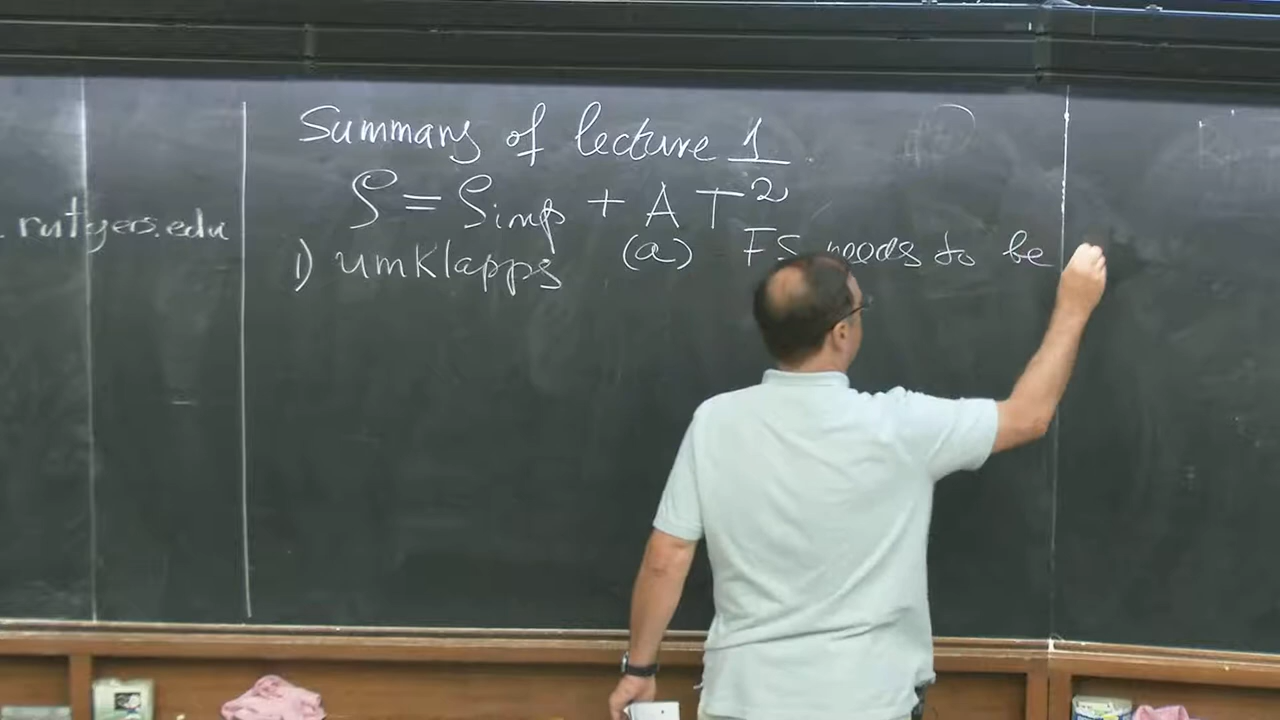 . rutgers.edu
Summary of lecture 1.
ρ = ρimp + A T²
1) umklapps (a) FS needs to be